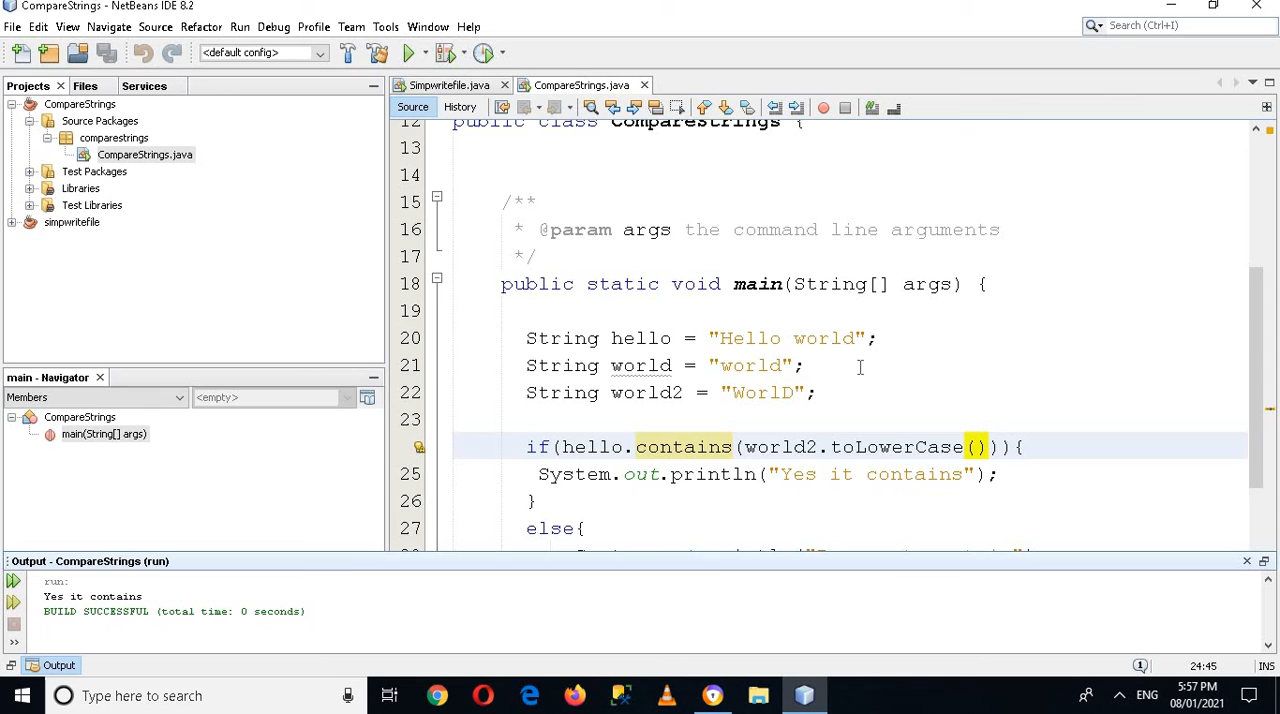 CompareStrings - NetBeans IDE 8.2
File Edit View Navigate Source Refactor Run Debug Profile Team Tools Window Help
Search (Ctrl+I)
<default config>
Projects Files Services
Simpwritefile.java CompareStrings.java
Source History
CompareStrings
Source Packages
comparestrings
CompareStrings.java
Test Packages
Libraries
Test Libraries
simpwritefile
main - Navigator
Members <empty>
CompareStrings
main(String[] args)
12 public class CompareStrings {
13
14
15 /**
16 * @param args the command line arguments
17 */
18 public static void main(String[] args) {
19
20 String hello = "Hello world";
21 String world = "world";
22 String world2 = "WorlD";
23
if(hello.contains(world2.toLowerCase())){
25 System.out.println("Yes it contains");
26 }
27 else{
Output - CompareStrings (run)
run:
Yes it contains
BUILD SUCCESSFUL (total time: 0 seconds)
Output
1 24:45 INS
Type here to search
ENG
5:57 PM
08/01/2021